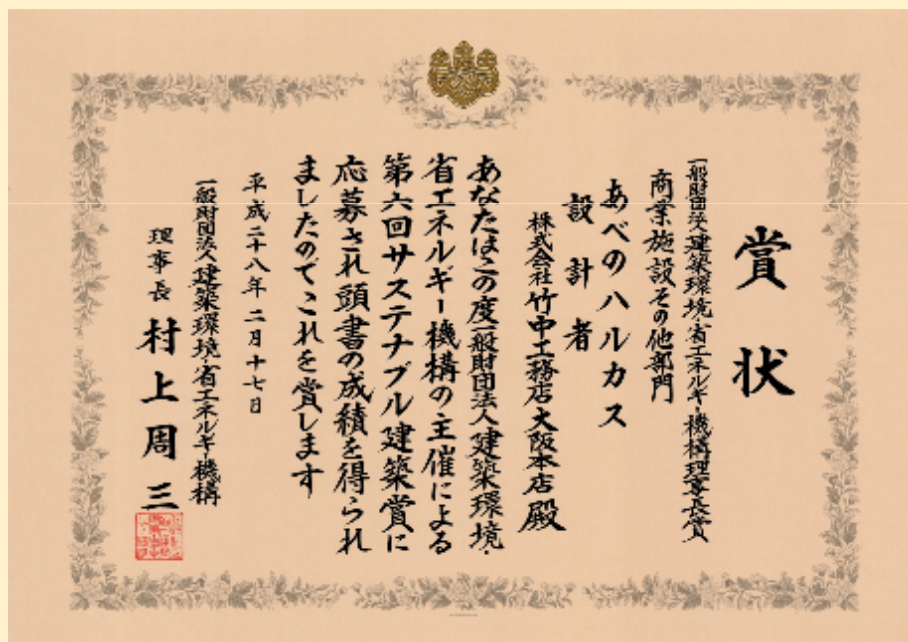 賞状
一般財団法人建築環境・省エネルギー機構理事長賞
商業施設その他部門
あべのハルカス
設計者
株式会社竹中工務店大阪本店殿
あなたはこの度一般財団法人建築環境・
省エネルギー機構の主催による
第六回サステナブル建築賞に
応募され頭書の成績を得られ
ましたのでこれを賞します
平成二十八年二月十七日
一般財団法人建築環境・省エネルギー機構
理事長村上周三